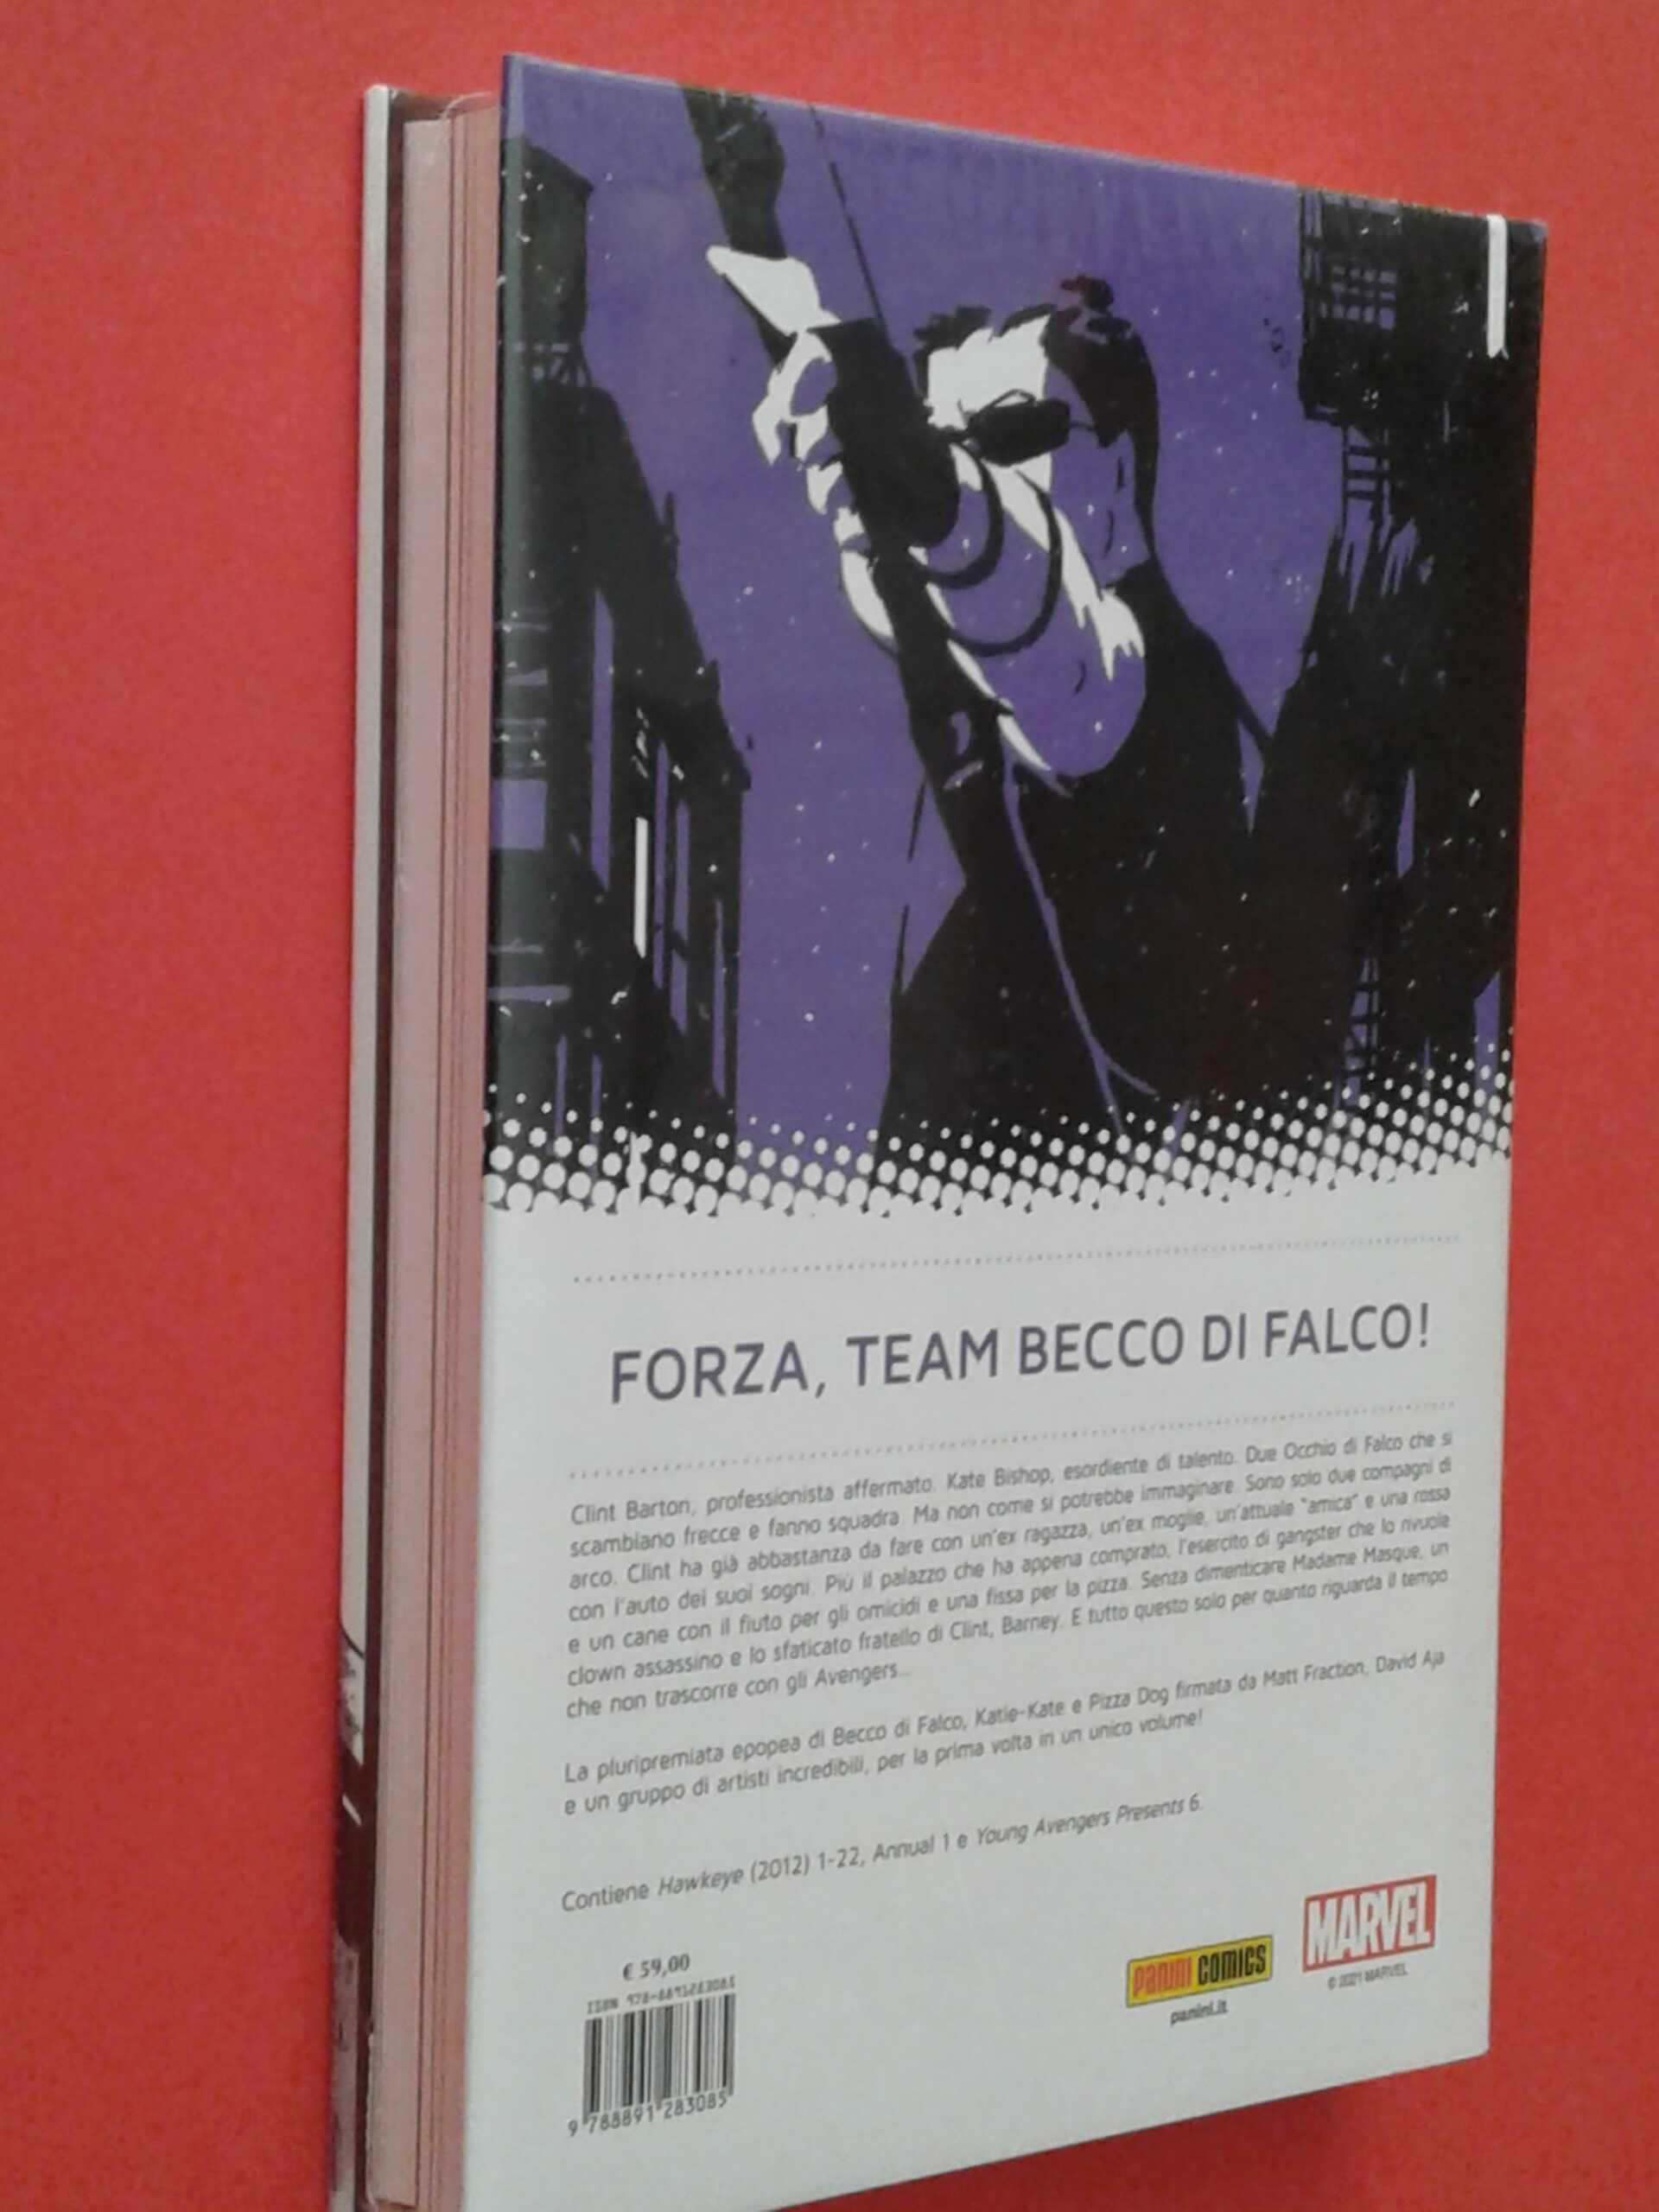 FORZA, TEAM BECCO DI FALCO!
Clint Barton, professionista affermato. Kate Bishop, esordiente di talento. Due Occhio di Falco che si
scambiano frecce e fanno squadra. Ma non come si potrebbe immaginare. Sono solo due compagni di
arco. Clint ha già abbastanza da fare con un'ex ragazza, un'ex moglie, un'attuale "amica" e una rossa
con l'auto dei suoi sogni. Più il palazzo che ha appena comprato, l'esercito di gangster che lo rivuole
e un cane con il fiuto per gli omicidi e una fissa per la pizza. Senza dimenticare Madame Masque, un
clown assassino e lo sfaticato fratello di Clint, Barney. E tutto questo solo per quanto riguarda il tempo
che non trascorre con gli Avengers...
La pluripremiata epopea di Becco di Falco, Katie-Kate e Pizza Dog firmata da Matt Fraction, David Aja
e un gruppo di artisti incredibili, per la prima volta in un unico volume!
Contiene Hawkeye (2012) 1-22, Annual 1 e Young Avengers Presents 6.
€ 59,00
ISBN 978-8891283085
9 788891 283085
PANINI COMICS
panini.it
MARVEL
© 2021 MARVEL